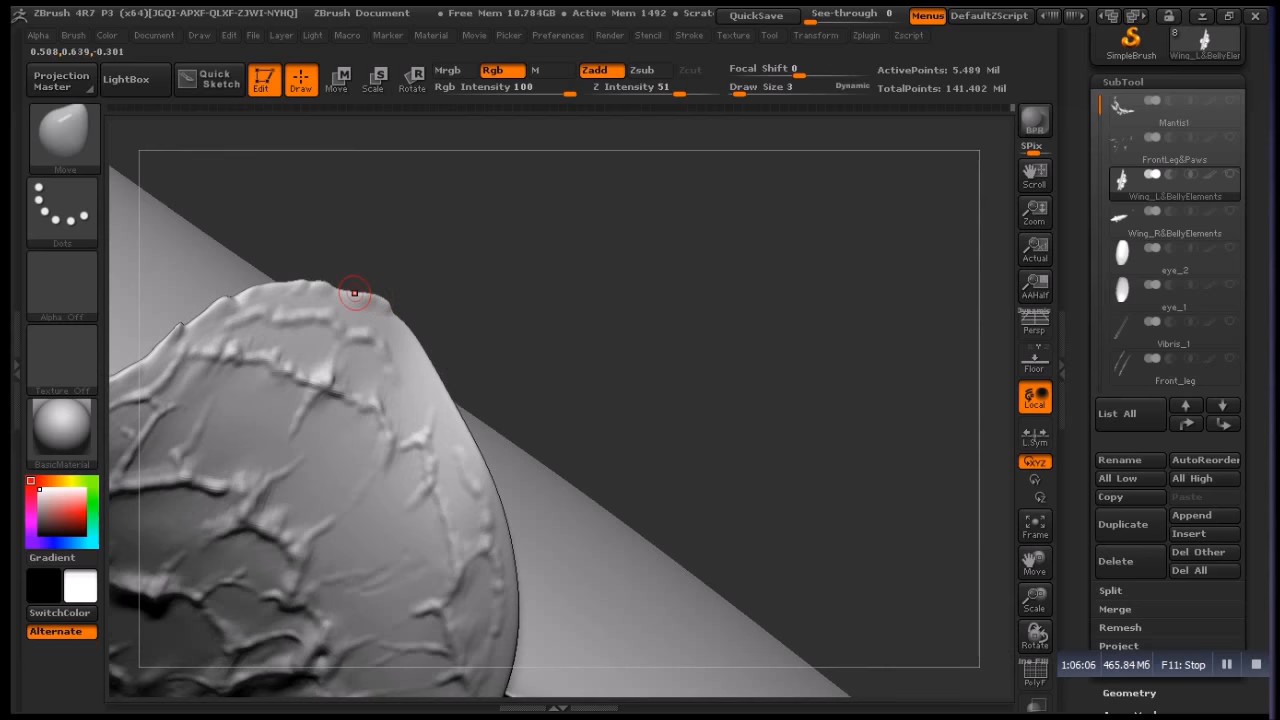 ZBrush 4R7 P3 (x64)[JGQI-APXF-QLXF-ZJWI-NYHQ] ZBrush Document • Free Mem 10.784GB • Active Mem 1492 • Scrat QuickSave See-through 0 Menus DefaultZScript
Alpha Brush Color Document Draw Edit File Layer Light Macro Marker Material Movie Picker Preferences Render Stencil Stroke Texture Tool Transform Zplugin Zscript
0.508,0.639,-0.301
Projection Master
LightBox
Quick Sketch
Edit
Draw
Move
Scale
Rotate
Mrgb Rgb M
Rgb Intensity 100
Zadd Zsub Zcut
Z Intensity 51
Focal Shift 0
Draw Size 3 Dynamic
ActivePoints: 5.489 Mil
TotalPoints: 141.402 Mil
Move
Dots
Alpha Off
Texture Off
BasicMaterial
Gradient
SwitchColor
Alternate
BPR
SPix
Scroll
Zoom
Actual
AAHalf
Dynamic
Persp
Floor
Local
L.Sym
XYZ
Frame
Move
Scale
Rotate
PolyF
SimpleBrush
8
Wing_L&BellyEler
SubTool
Mantis1
FrontLeg&Paws
Wing_L&BellyElements
Wing_R&BellyElements
eye_2
eye_1
Vibris_1
Front_leg
List All
Rename AutoReorder
All Low All High
Copy Paste
Duplicate
Append
Insert
Delete
Del Other
Del All
Split
Merge
Remesh
Project
1:06:06 465.84 Мб F11: Stop
Geometry